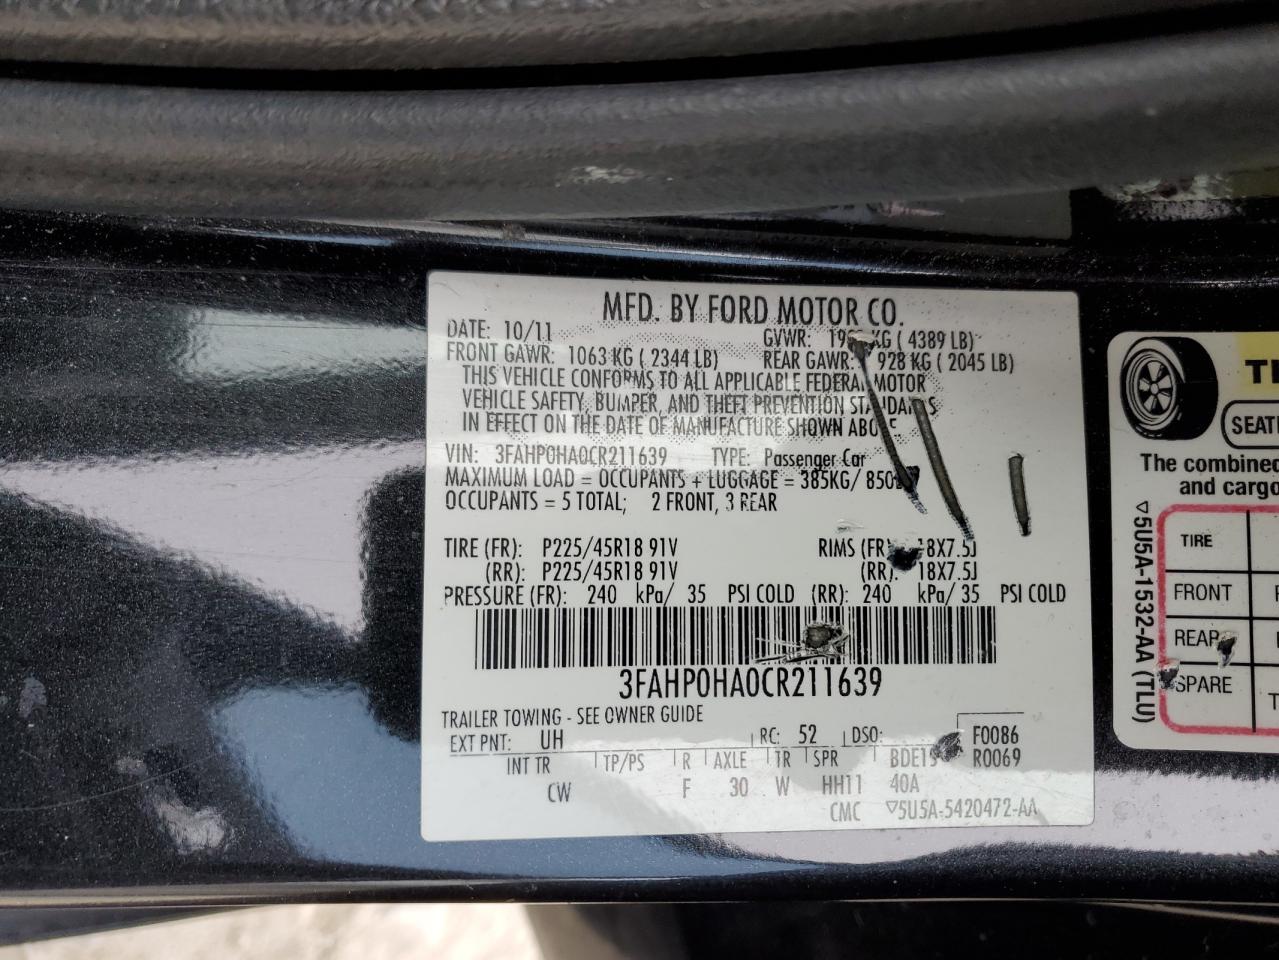 MFD. BY FORD MOTOR CO.
DATE: 10/11 GVWR: KG ( 4389 LB)
FRONT GAWR: 1063 KG ( 2344 LB) REAR GAWR: 928 KG ( 2045 LB)
THIS VEHICLE CONFORMS TO ALL APPLICABLE FEDERAL MOTOR
VEHICLE SAFETY, BUMPER, AND THEFT PREVENTION STANDARDS
IN EFFECT ON THE DATE OF MANUFACTURE SHOWN ABOVE.
VIN: 3FAHP0HA0CR211639 TYPE: Passenger Car
MAXIMUM LOAD = OCCUPANTS + LUGGAGE = 385KG/ 850
OCCUPANTS = 5 TOTAL; 2 FRONT, 3 REAR
TIRE (FR): P225/45R18 91V RIMS (FR): 18X7.5J
(RR): P225/45R18 91V (RR): 18X7.5J
PRESSURE (FR): 240 kPa/ 35 PSI COLD (RR): 240 kPa/ 35 PSI COLD
3FAHP0HA0CR211639
TRAILER TOWING - SEE OWNER GUIDE
EXT PNT: UH RC: 52 DSO: F0086
INT TR TP/PS R AXLE TR SPR R0069
CW F 30 W HH11 40A
CMC ▽5U5A-5420472-AA
The combined
and cargo
TIRE
FRONT
REAR
SPARE
▽5U5A-1532-AA (TLU)